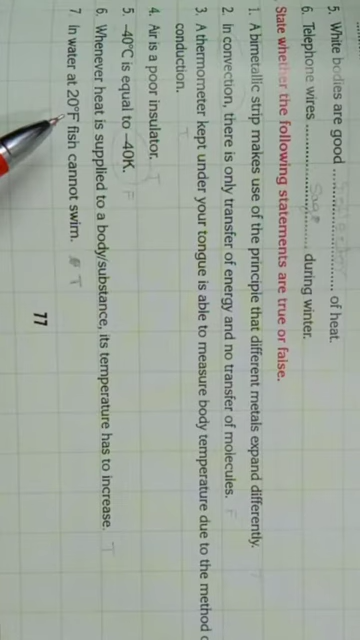 5. White bodies are good .............................. of heat.
6. Telephone wires .............................. during winter.
State whether the following statements are true or false.
1. A bimetallic strip makes use of the principle that different metals expand differently.
2. In convection, there is only transfer of energy and no transfer of molecules. F
3. A thermometer kept under your tongue is able to measure body temperature due to the method
conduction. T
4. Air is a poor insulator. T
5. -40°C is equal to -40K. F
6. Whenever heat is supplied to a body/substance, its temperature has to increase. T
7 In water at 20°F fish cannot swim. T
77